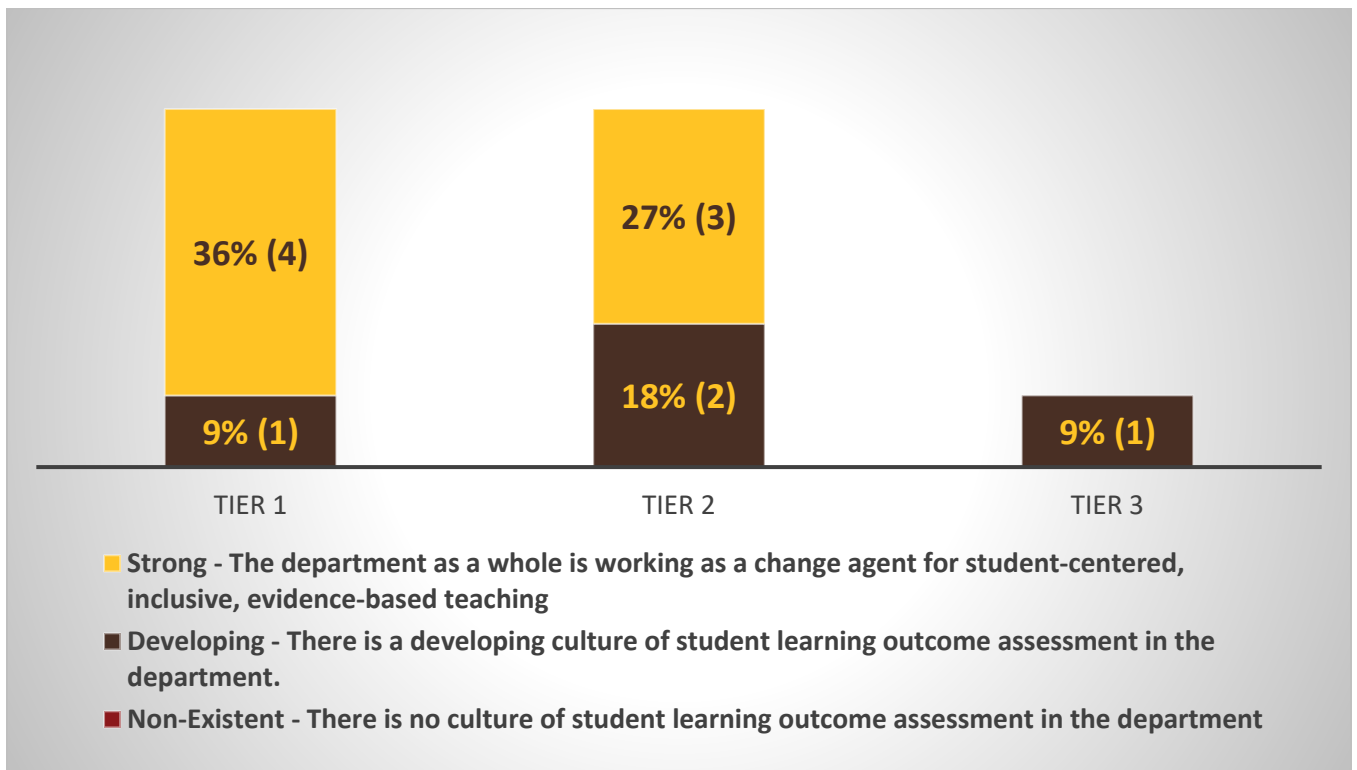 36% (4)
27% (3)
9% (1)
18% (2)
9% (1)
TIER 1
TIER 2
TIER 3
Strong - The department as a whole is working as a change agent for student-centered,
inclusive, evidence-based teaching
Developing - There is a developing culture of student learning outcome assessment in the
department.
Non-Existent - There is no culture of student learning outcome assessment in the department